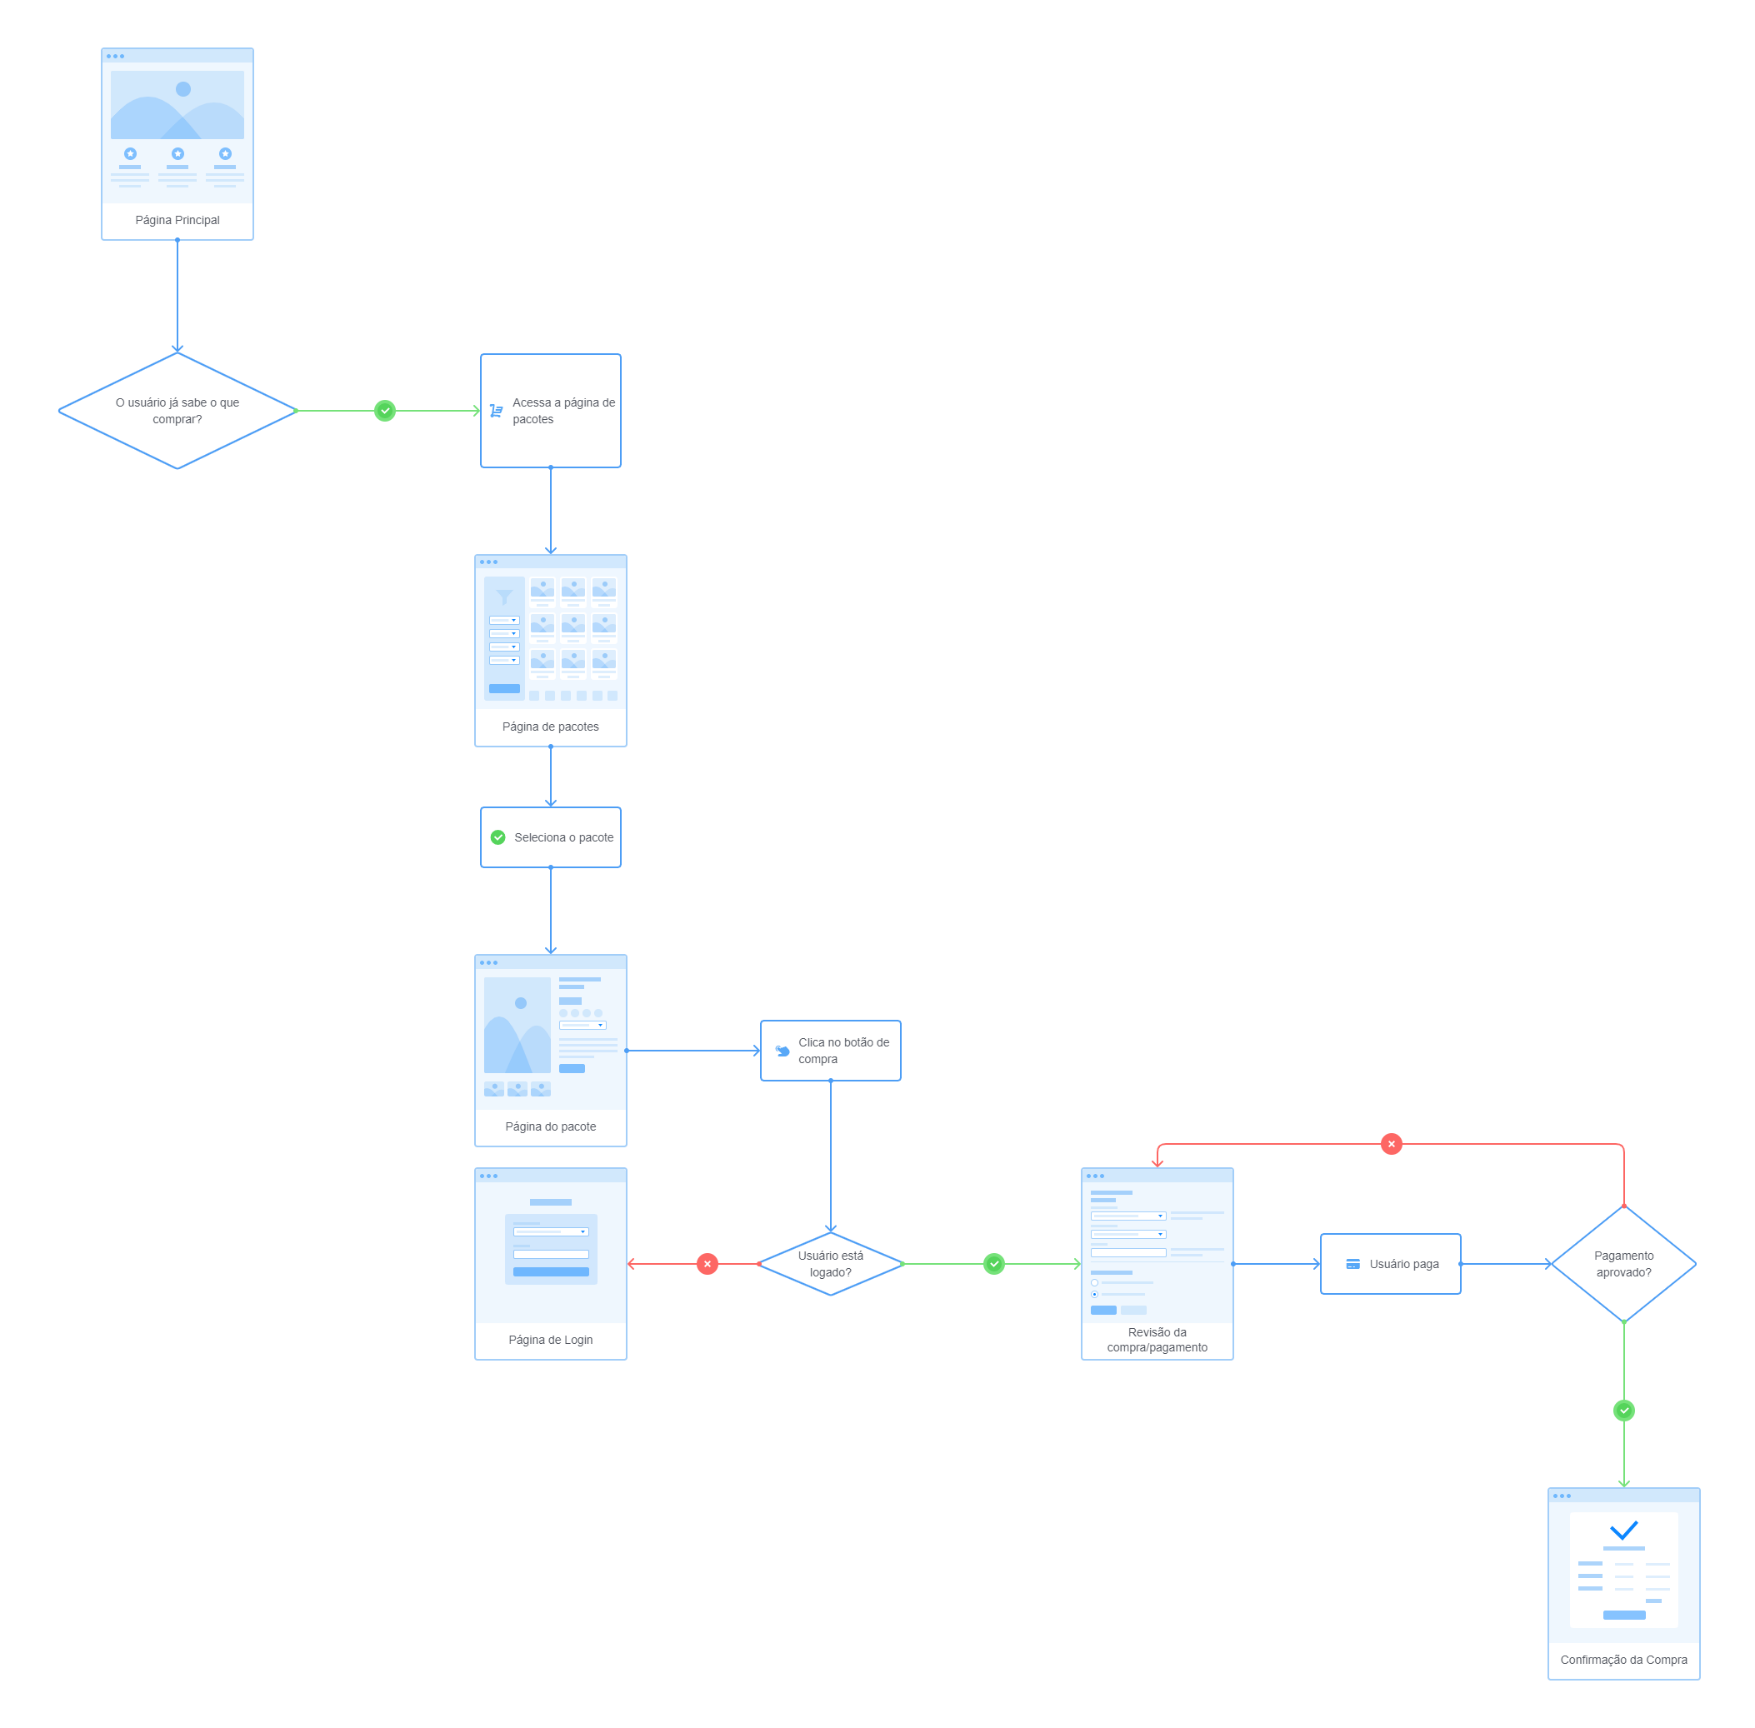 Página Principal
O usuário já sabe o que
comprar?
Acessa a página de
pacotes
Página de pacotes
Seleciona o pacote
Página do pacote
Clica no botão de
compra
Página de Login
Usuário está
logado?
Revisão da
compra/pagamento
Usuário paga
Pagamento
aprovado?
Confirmação da Compra